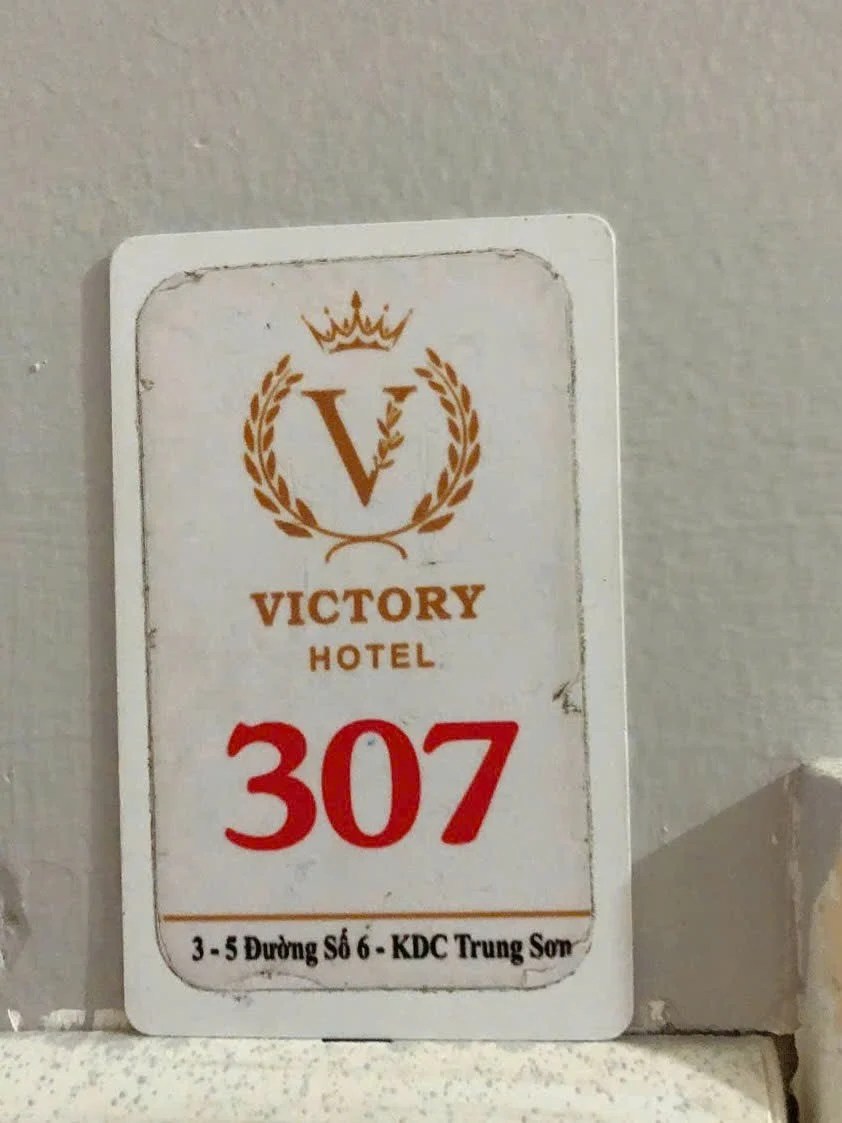 V
VICTORY
HOTEL
307
3 - 5 Đường Số 6 - KDC Trung Sơn